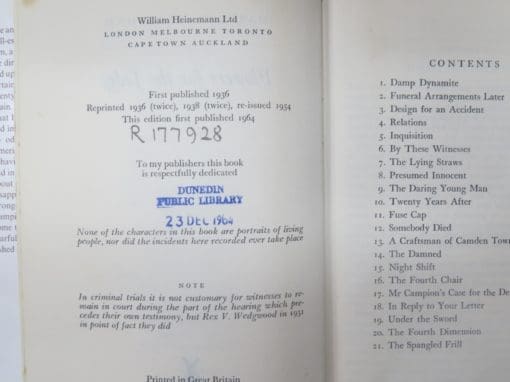 William Heinemann Ltd
LONDON MELBOURNE TORONTO
CAPE TOWN AUCKLAND
First published 1936
Reprinted 1936 (twice), 1938 (twice), re-issued 1954
This edition first published 1964
R 177928
To my publishers this book
is respectfully dedicated
DUNEDIN
PUBLIC LIBRARY
23 DEC 1964
None of the characters in this book are portraits of living
people, nor did the incidents here recorded ever take place
NOTE
In criminal trials it is not customary for witnesses to re-
main in court during the part of the hearing which pre-
cedes their own testimony, but Rex V. Wedgwood in 1931
in point of fact they did
Printed in Great Britain
CONTENTS
1. Damp Dynamite
2. Funeral Arrangements Later
3. Design for an Accident
4. Relations
5. Inquisition
6. By These Witnesses
7. The Lying Straws
8. Presumed Innocent
9. The Daring Young Man
10. Twenty Years After
11. Fuse Cap
12. Somebody Died
13. A Craftsman of Camden Town
14. The Damned
15. Night Shift
16. The Fourth Chair
17. Mr Campion's Case for the De
18. In Reply to Your Letter
19. Under the Sword
20. The Fourth Dimension
21. The Spangled Frill